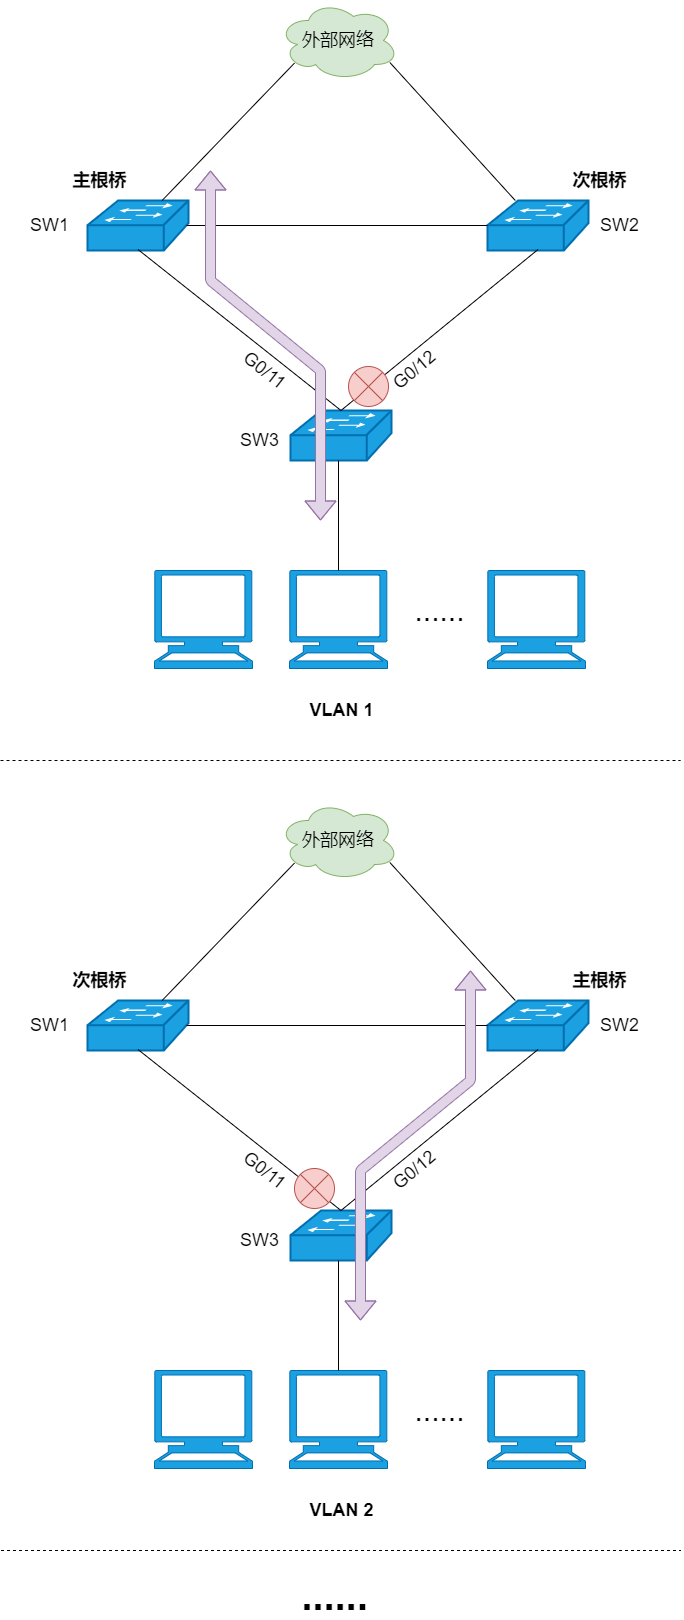 外部网络
主根桥
次根桥
SW1
SW2
G0/11
G0/12
SW3
......
VLAN 1
外部网络
次根桥
主根桥
SW1
SW2
G0/11
G0/12
SW3
......
VLAN 2
......